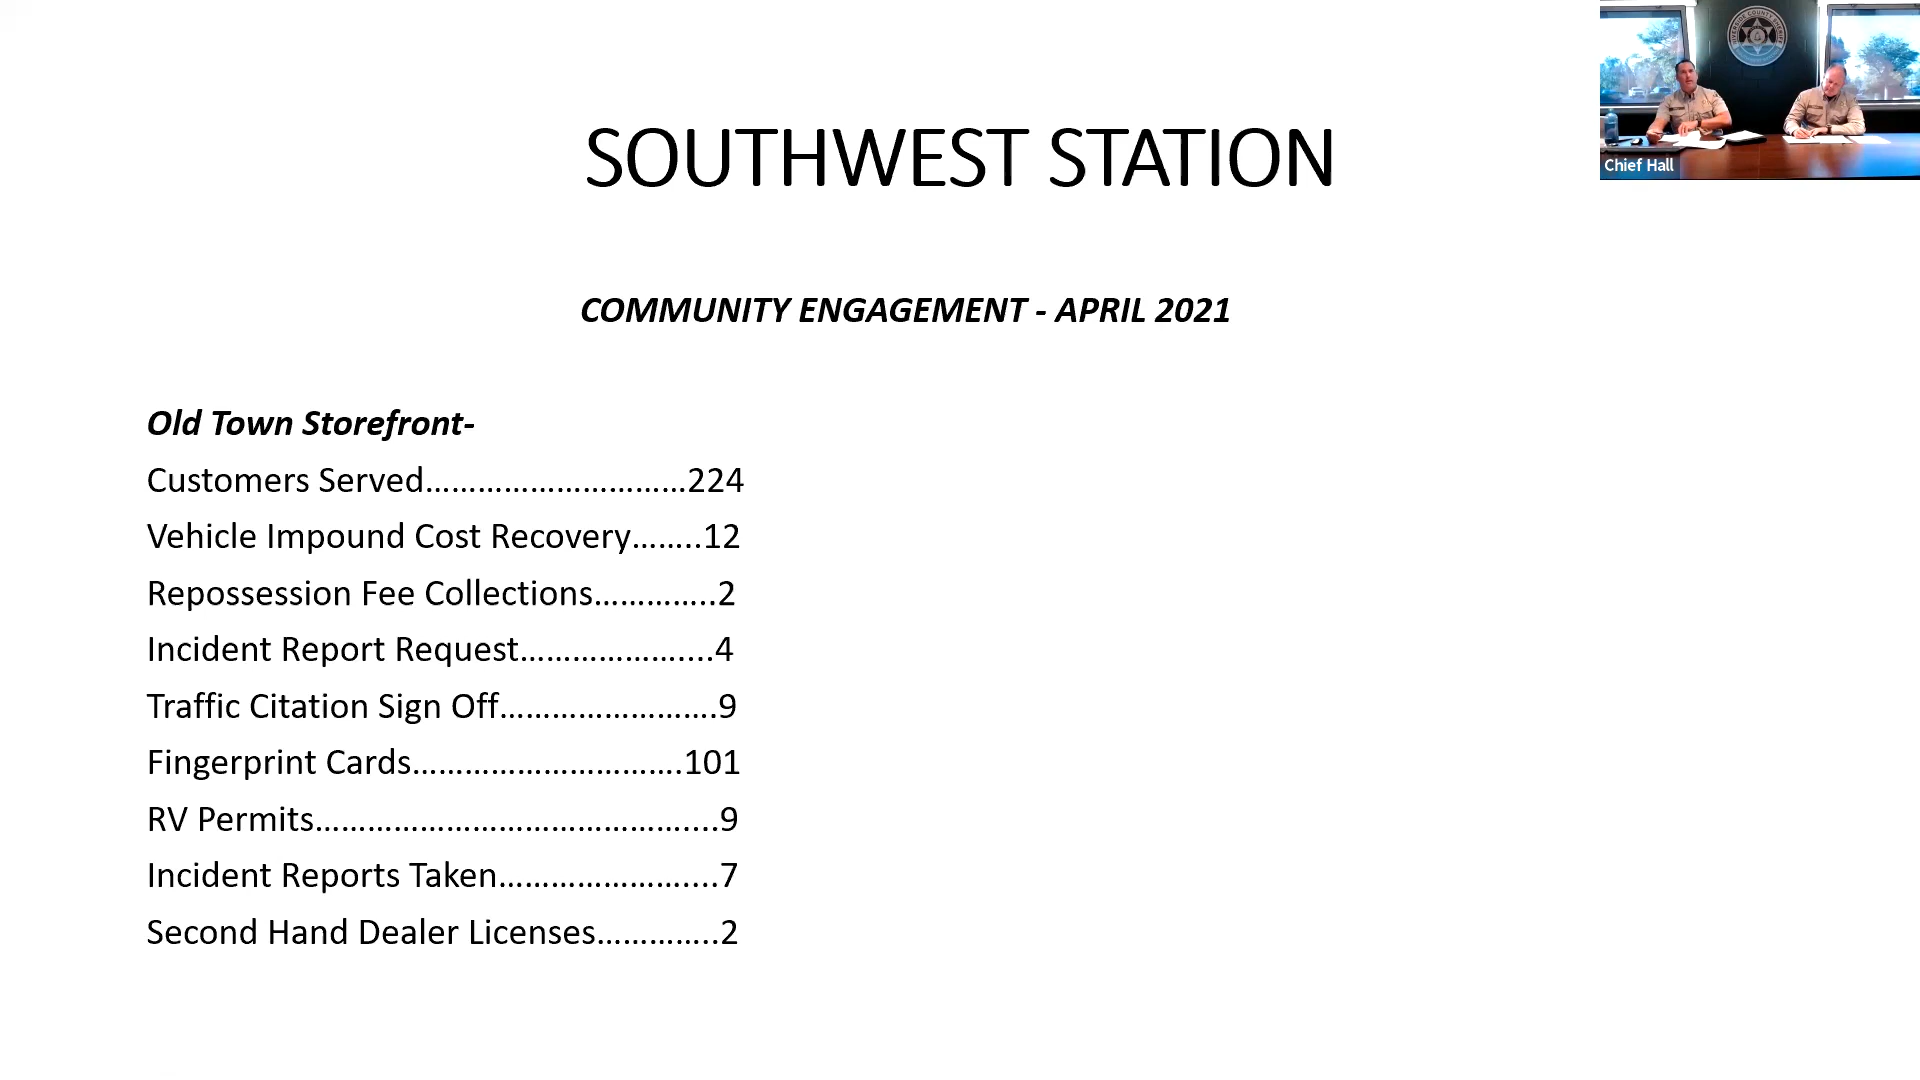 SOUTHWEST STATION
Chief Hall
COMMUNITY ENGAGEMENT - APRIL 2021
Old Town Storefront-
Customers Served…………………………224
Vehicle Impound Cost Recovery……..12
Repossession Fee Collections…………..2
Incident Report Request………………....4
Traffic Citation Sign Off…………………….9
Fingerprint Cards………………………….101
RV Permits……………………………………....9
Incident Reports Taken…………………....7
Second Hand Dealer Licenses…………..2